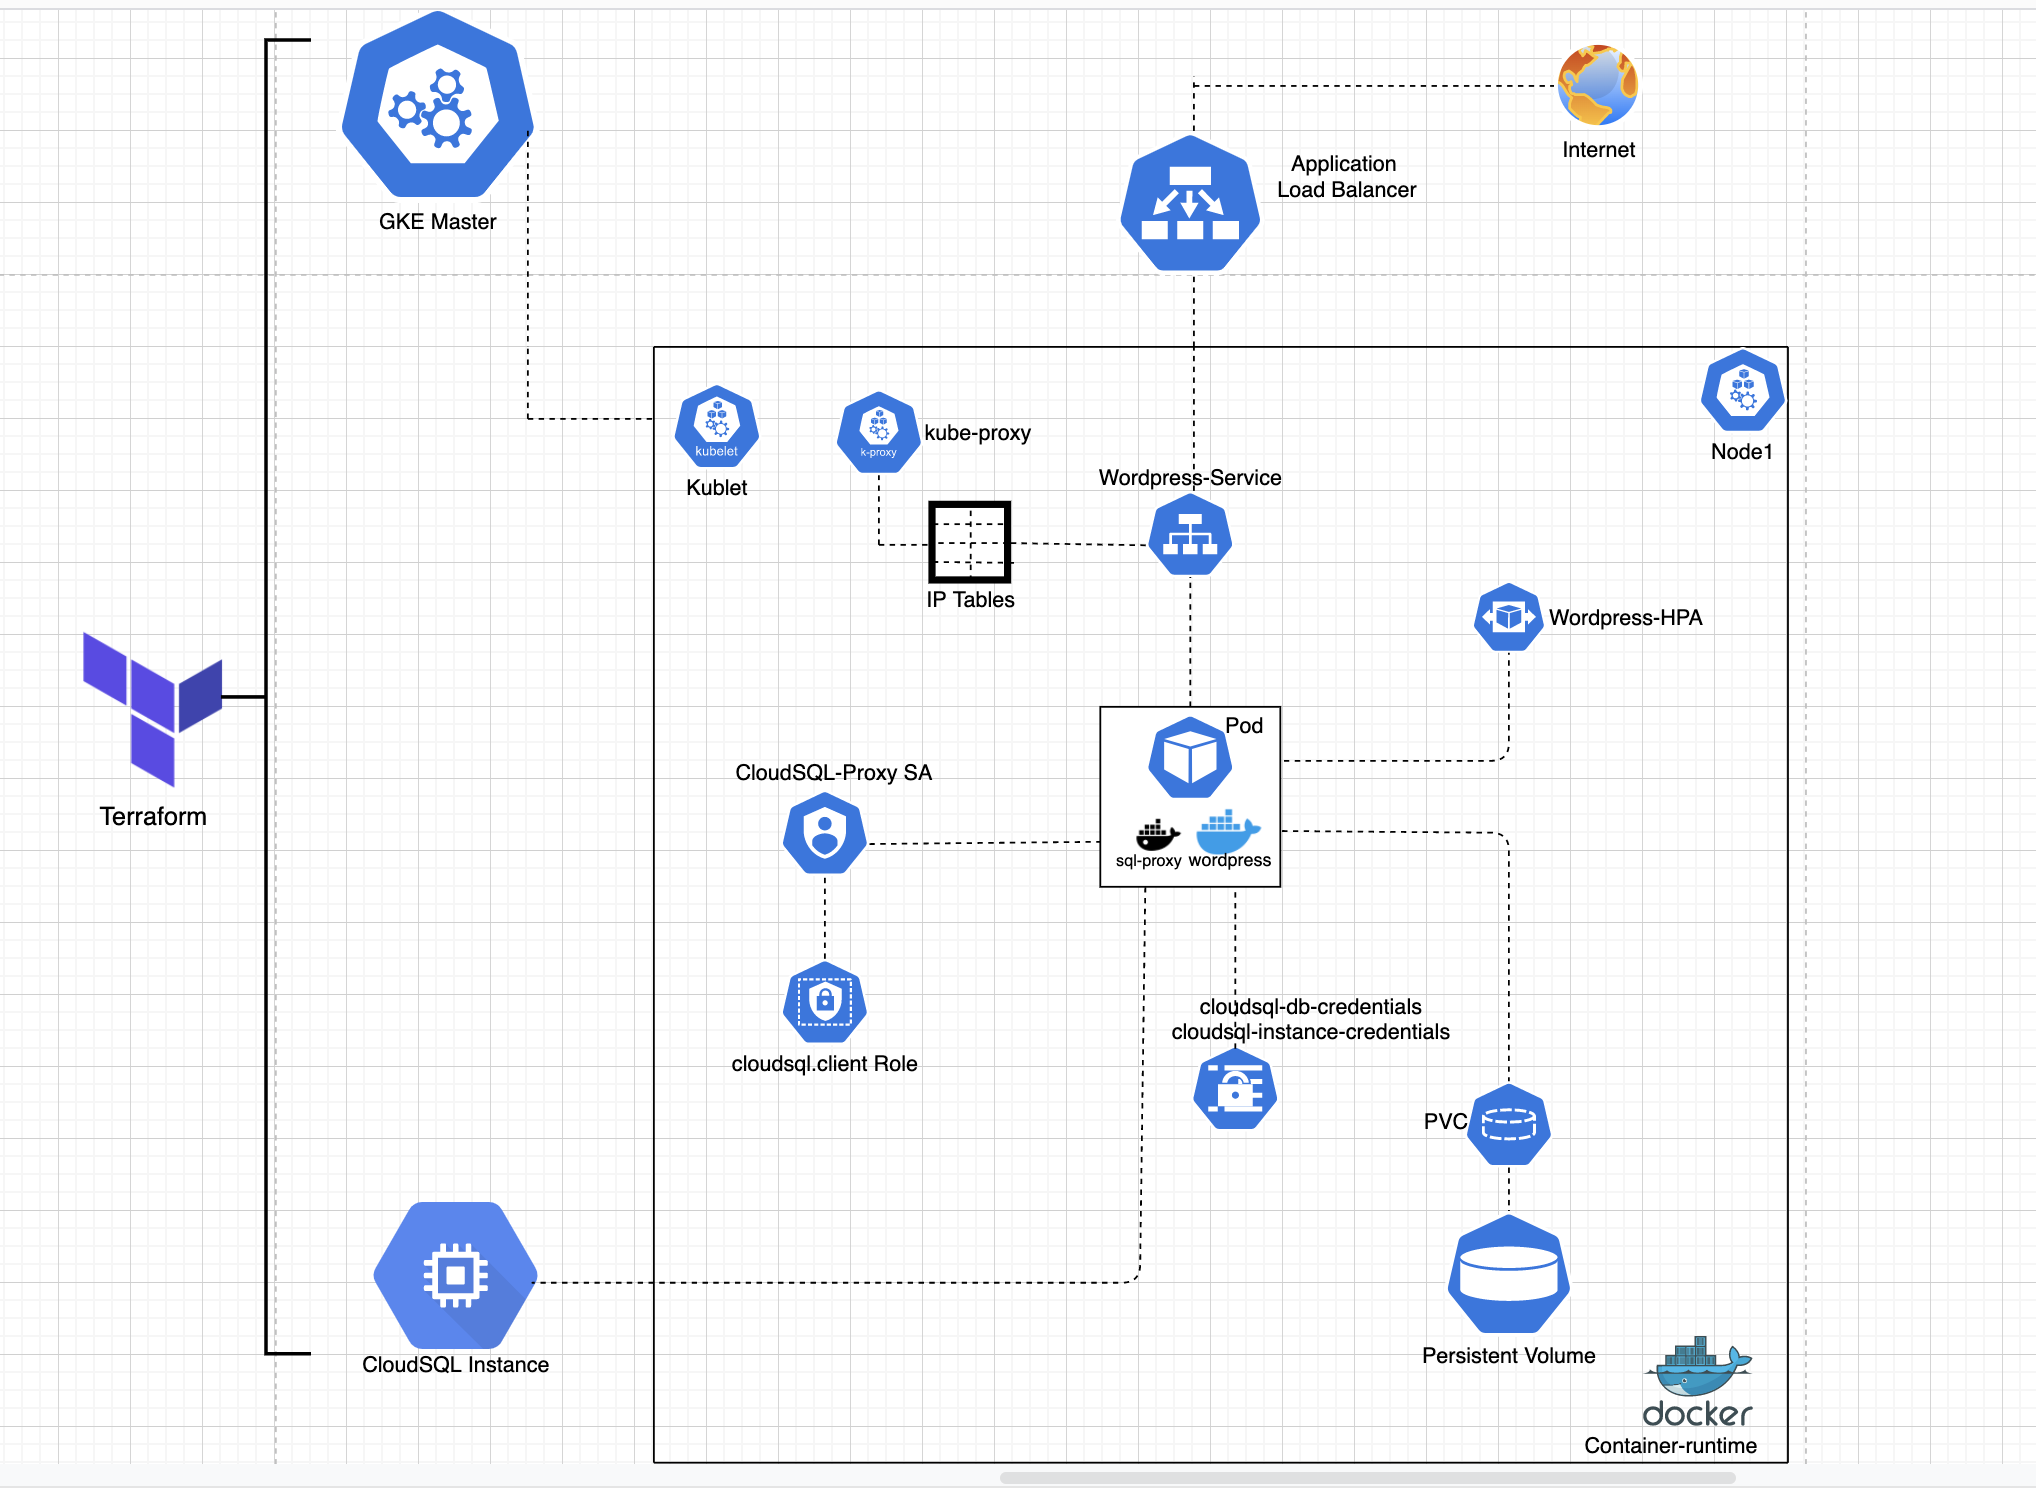 GKE Master
Application
Load Balancer
Internet
kubelet
Kublet
k-proxy
kube-proxy
Node1
Wordpress-Service
IP Tables
Wordpress-HPA
Terraform
Pod
CloudSQL-Proxy SA
sql-proxy
wordpress
cloudsql-db-credentials
cloudsql-instance-credentials
cloudsql.client Role
PVC
CloudSQL Instance
Persistent Volume
docker
Container-runtime